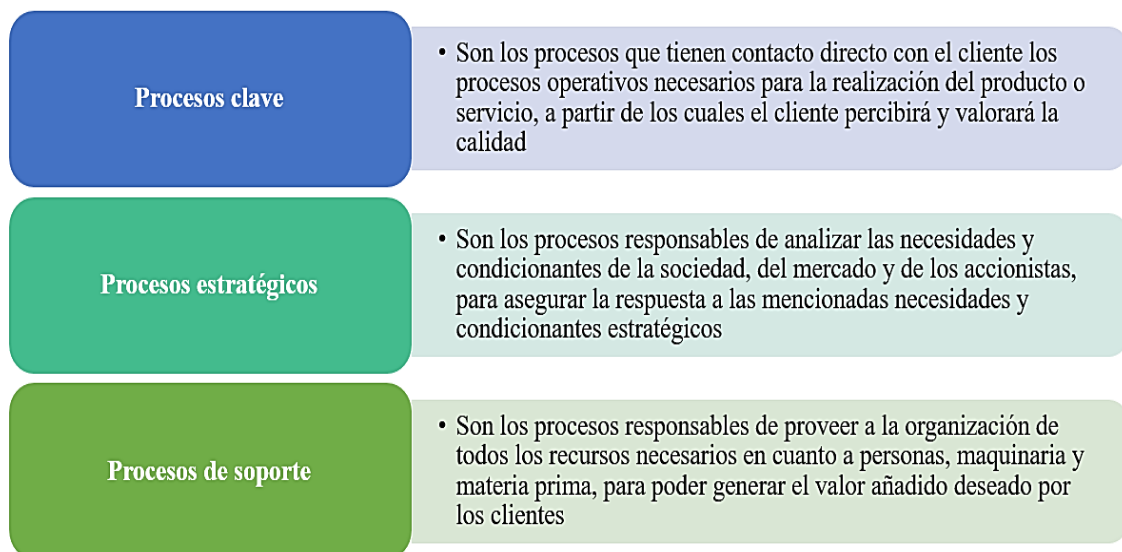 Procesos clave
• Son los procesos que tienen contacto directo con el cliente los
procesos operativos necesarios para la realización del producto o
servicio, a partir de los cuales el cliente percibirá y valorará la
calidad
Procesos estratégicos
• Son los procesos responsables de analizar las necesidades y
condicionantes de la sociedad, del mercado y de los accionistas,
para asegurar la respuesta a las mencionadas necesidades y
condicionantes estratégicos
Procesos de soporte
• Son los procesos responsables de proveer a la organización de
todos los recursos necesarios en cuanto a personas, maquinaria y
materia prima, para poder generar el valor añadido deseado por
los clientes